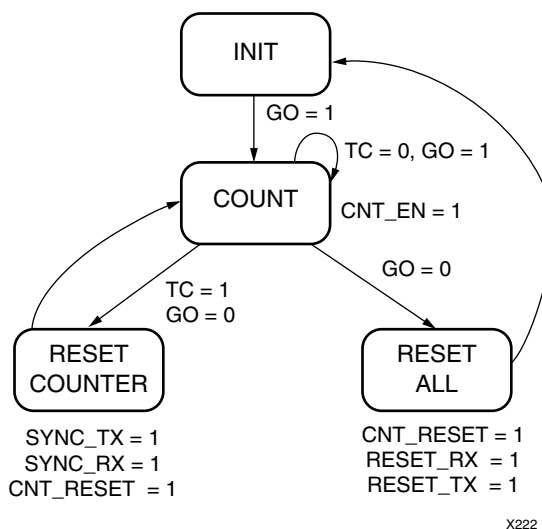 INIT
GO = 1
TC = 0, GO = 1
COUNT
CNT_EN = 1
GO = 0
TC = 1
GO = 0
RESET
COUNTER
RESET
ALL
SYNC_TX = 1
SYNC_RX = 1
CNT_RESET = 1
CNT_RESET = 1
RESET_RX = 1
RESET_TX = 1
X222